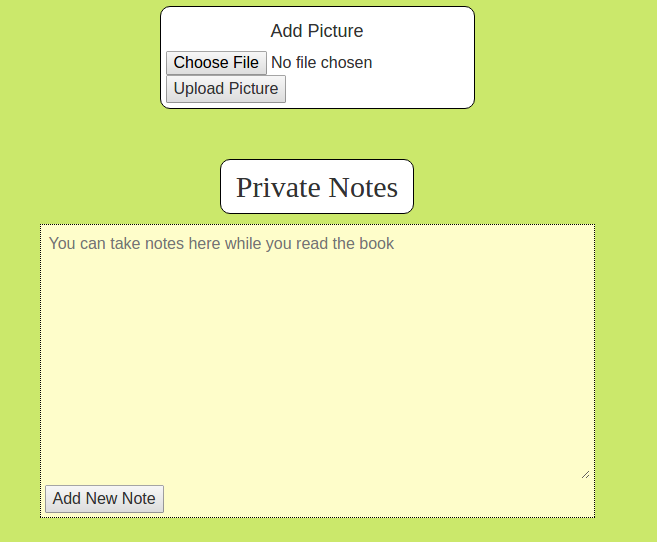 Add Picture
Choose File No file chosen
Upload Picture
Private Notes
You can take notes here while you read the book
Add New Note